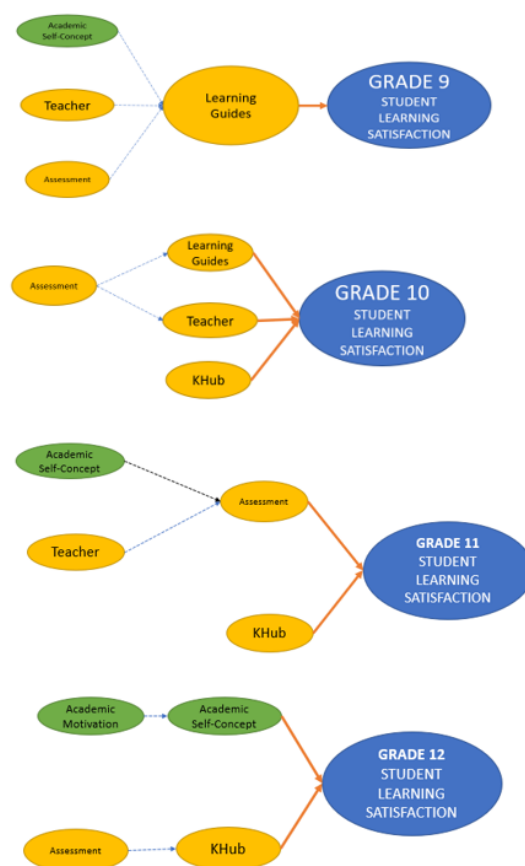 Academic
Self-Concept
Teacher
Assessment
Learning
Guides
GRADE 9
STUDENT
LEARNING
SATISFACTION
Assessment
Learning
Guides
Teacher
KHub
GRADE 10
STUDENT
LEARNING
SATISFACTION
Academic
Self-Concept
Teacher
Assessment
KHub
GRADE 11
STUDENT
LEARNING
SATISFACTION
Academic
Motivation
Academic
Self-Concept
Assessment
KHub
GRADE 12
STUDENT
LEARNING
SATISFACTION